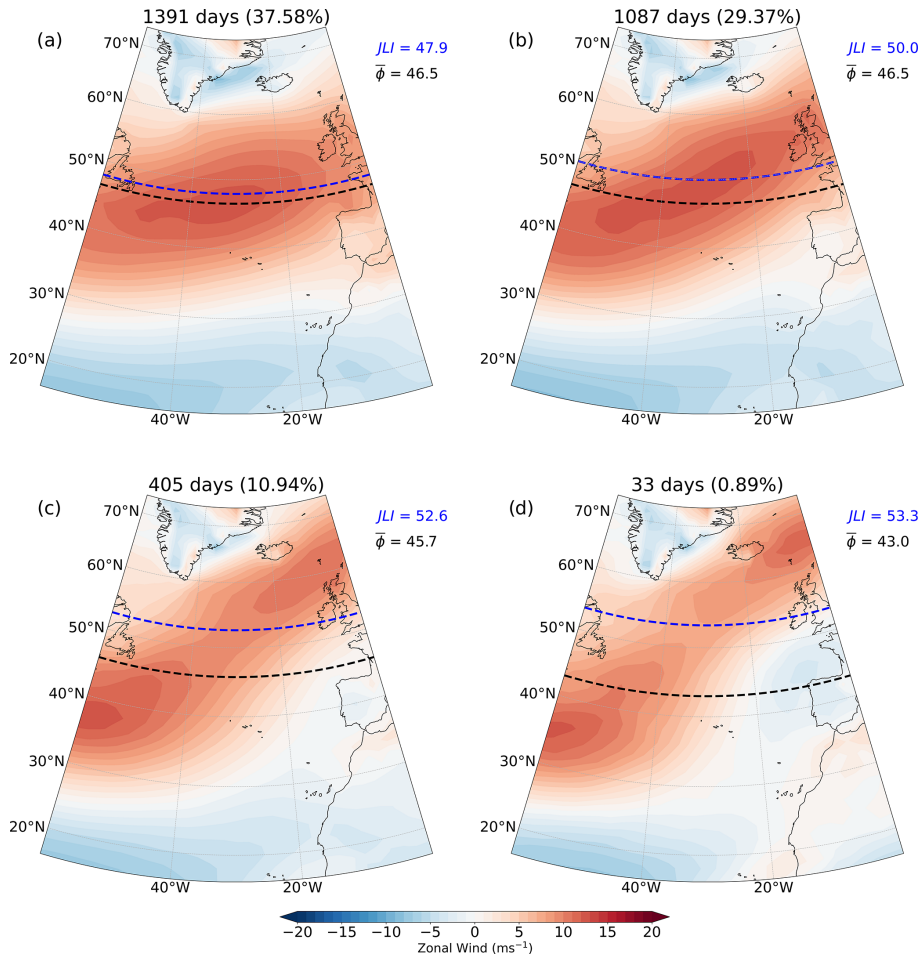 1391 days (37.58%)
(a)
JLI = 47.9
ϕ̅ = 46.5
70°N
60°N
50°N
40°N
30°N
20°N
40°W
20°W
1087 days (29.37%)
(b)
JLI = 50.0
ϕ̅ = 46.5
70°N
60°N
50°N
40°N
30°N
20°N
40°W
20°W
405 days (10.94%)
(c)
JLI = 52.6
ϕ̅ = 45.7
70°N
60°N
50°N
40°N
30°N
20°N
40°W
20°W
33 days (0.89%)
(d)
JLI = 53.3
ϕ̅ = 43.0
70°N
60°N
50°N
40°N
30°N
20°N
40°W
20°W
−20 −15 −10 −5 0 5 10 15 20
Zonal Wind (ms⁻¹)